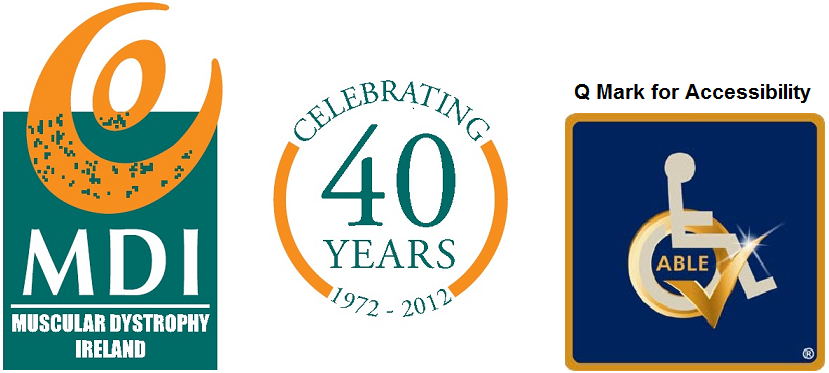 MDI
MUSCULAR DYSTROPHY
IRELAND
CELEBRATING
40
YEARS
1972 - 2012
Q Mark for Accessibility
ABLE
®